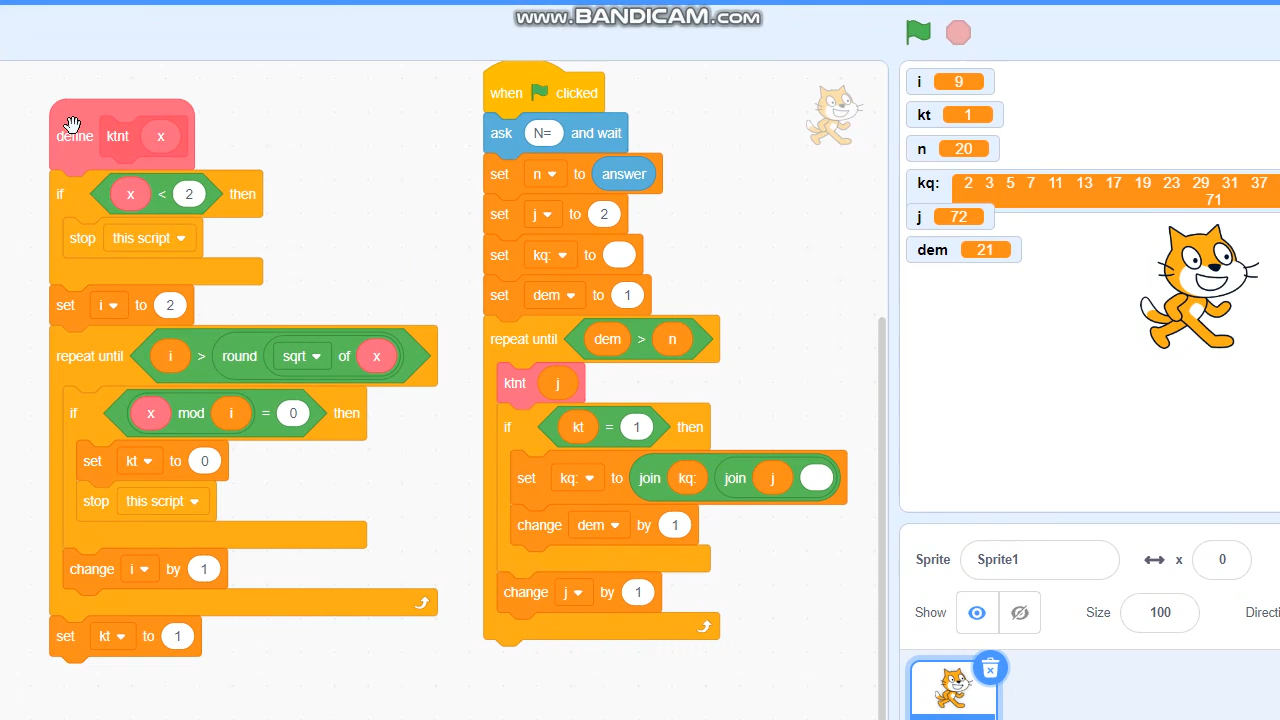 www.BANDICAM.com
define ktnt x
if x < 2 then
stop this script
set i to 2
repeat until i > round sqrt of x
if x mod i = 0 then
set kt to 0
stop this script
change i by 1
set kt to 1
when clicked
ask N= and wait
set n to answer
set j to 2
set kq: to
set dem to 1
repeat until dem > n
ktnt j
if kt = 1 then
set kq: to join kq: join j
change dem by 1
change j by 1
i 9
kt 1
n 20
kq: 2 3 5 7 11 13 17 19 23 29 31 37
71
j 72
dem 21
Sprite Sprite1 x 0
Show Size 100 Direc